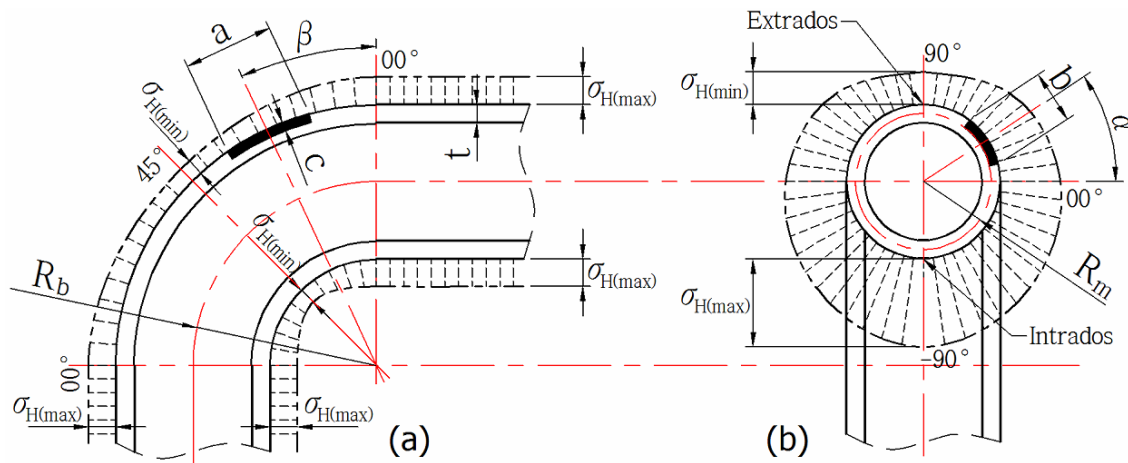 a
β
00°
σH(max)
σH(min)
45°
c
t
σH(min)
Rb
σH(max)
00°
σH(max)
σH(max)
(a)
Extrados
90°
σH(min)
b
α
00°
Rm
σH(max)
Intrados
-90°
(b)